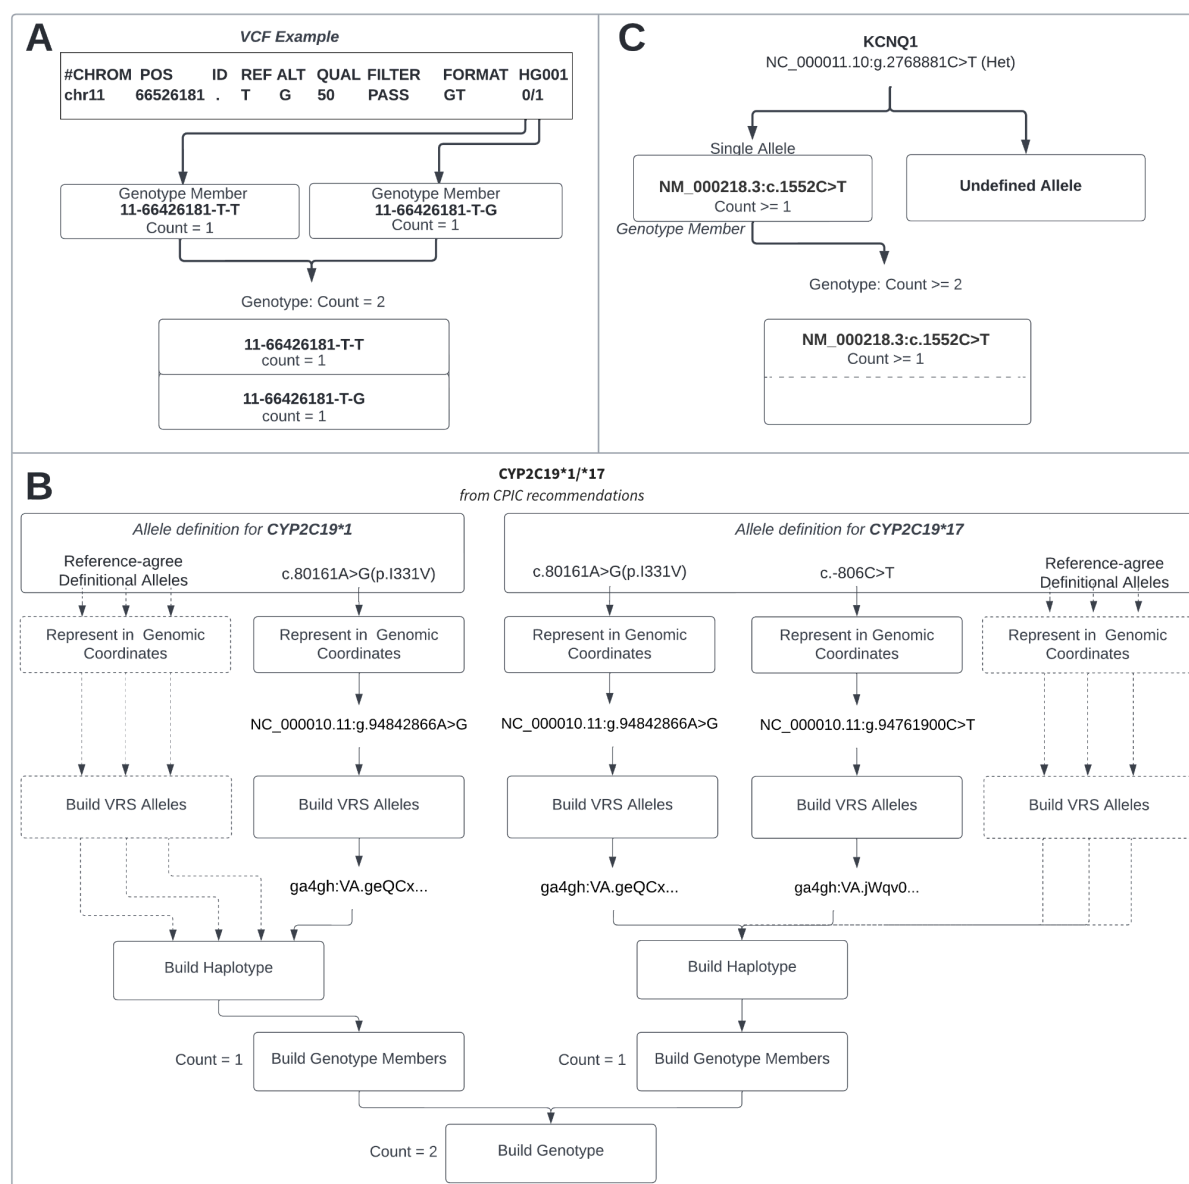 A
VCF Example
#CHROM POS ID REF ALT QUAL FILTER FORMAT HG001
chr11 66526181 . T G 50 PASS GT 0/1
Genotype Member
11-66426181-T-T
Count = 1
Genotype Member
11-66426181-T-G
Count = 1
Genotype: Count = 2
11-66426181-T-T
count = 1
11-66426181-T-G
count = 1
C
KCNQ1
NC_000011.10:g.2768881C>T (Het)
Single Allele
NM_000218.3:c.1552C>T
Count >= 1
Genotype Member
Undefined Allele
Genotype: Count >= 2
NM_000218.3:c.1552C>T
Count >= 1
B
CYP2C19*1/*17
from CPIC recommendations
Allele definition for CYP2C19*1
Reference-agree
Definitional Alleles
c.80161A>G(p.I331V)
Allele definition for CYP2C19*17
c.80161A>G(p.I331V)
c.-806C>T
Reference-agree
Definitional Alleles
Represent in Genomic
Coordinates
Represent in Genomic
Coordinates
Represent in Genomic
Coordinates
Represent in Genomic
Coordinates
Represent in Genomic
Coordinates
NC_000010.11:g.94842866A>G
NC_000010.11:g.94842866A>G
NC_000010.11:g.94761900C>T
Build VRS Alleles
Build VRS Alleles
Build VRS Alleles
Build VRS Alleles
Build VRS Alleles
ga4gh:VA.geQCx...
ga4gh:VA.geQCx...
ga4gh:VA.jWqv0...
Build Haplotype
Build Haplotype
Count = 1
Build Genotype Members
Count = 1
Build Genotype Members
Count = 2
Build Genotype